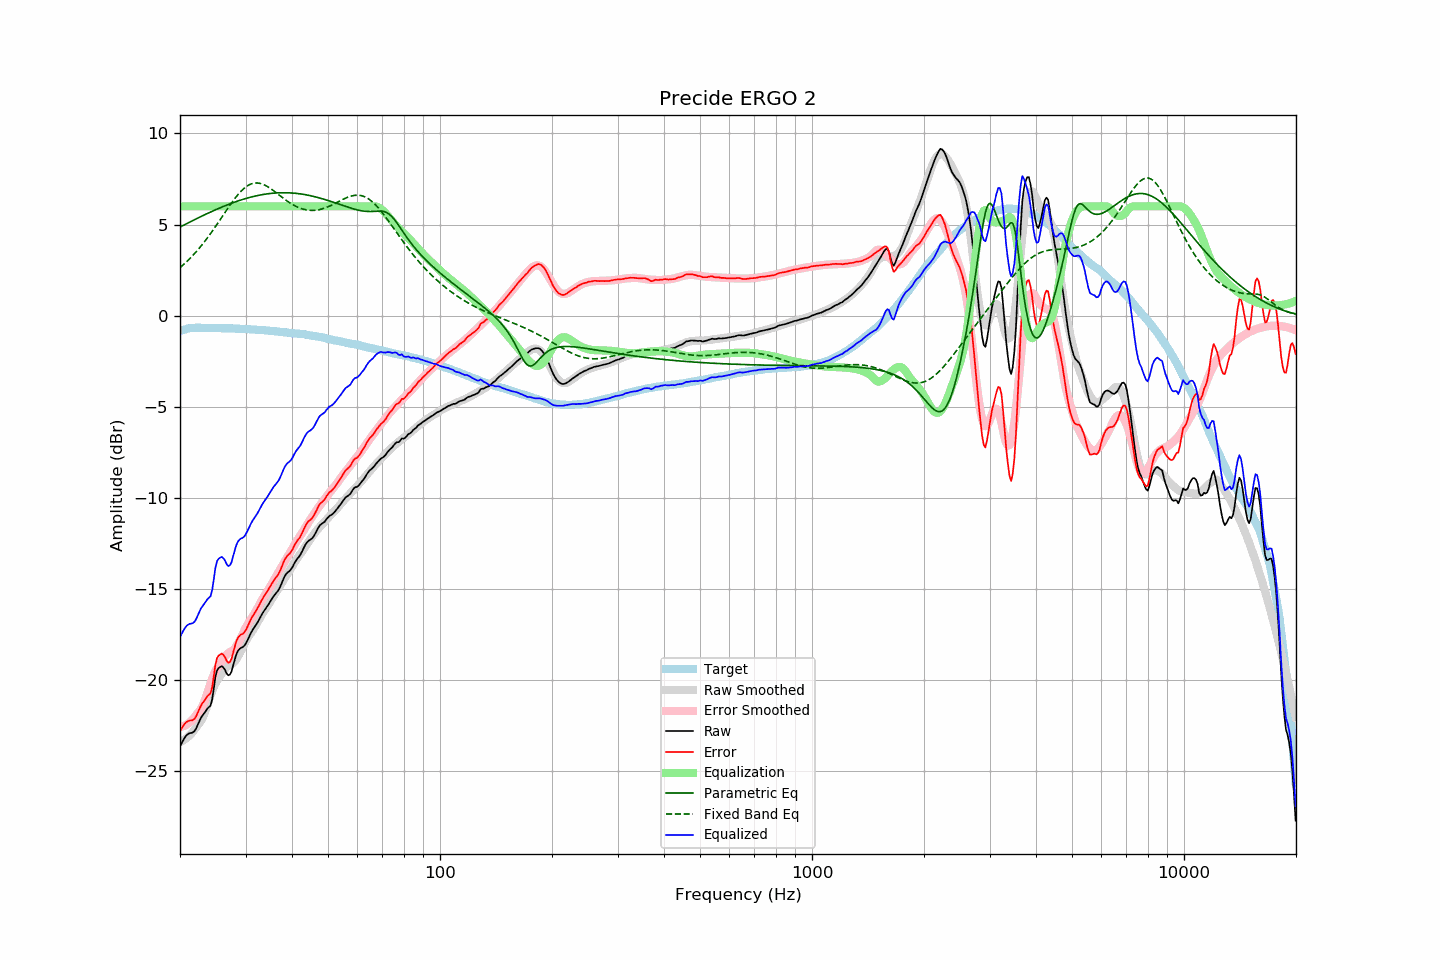 Precide ERGO 2
Amplitude (dBr)
10
5
0
−5
−10
−15
−20
−25
Target
Raw Smoothed
Error Smoothed
Raw
Error
Equalization
Parametric Eq
Fixed Band Eq
Equalized
100
1000
10000
Frequency (Hz)